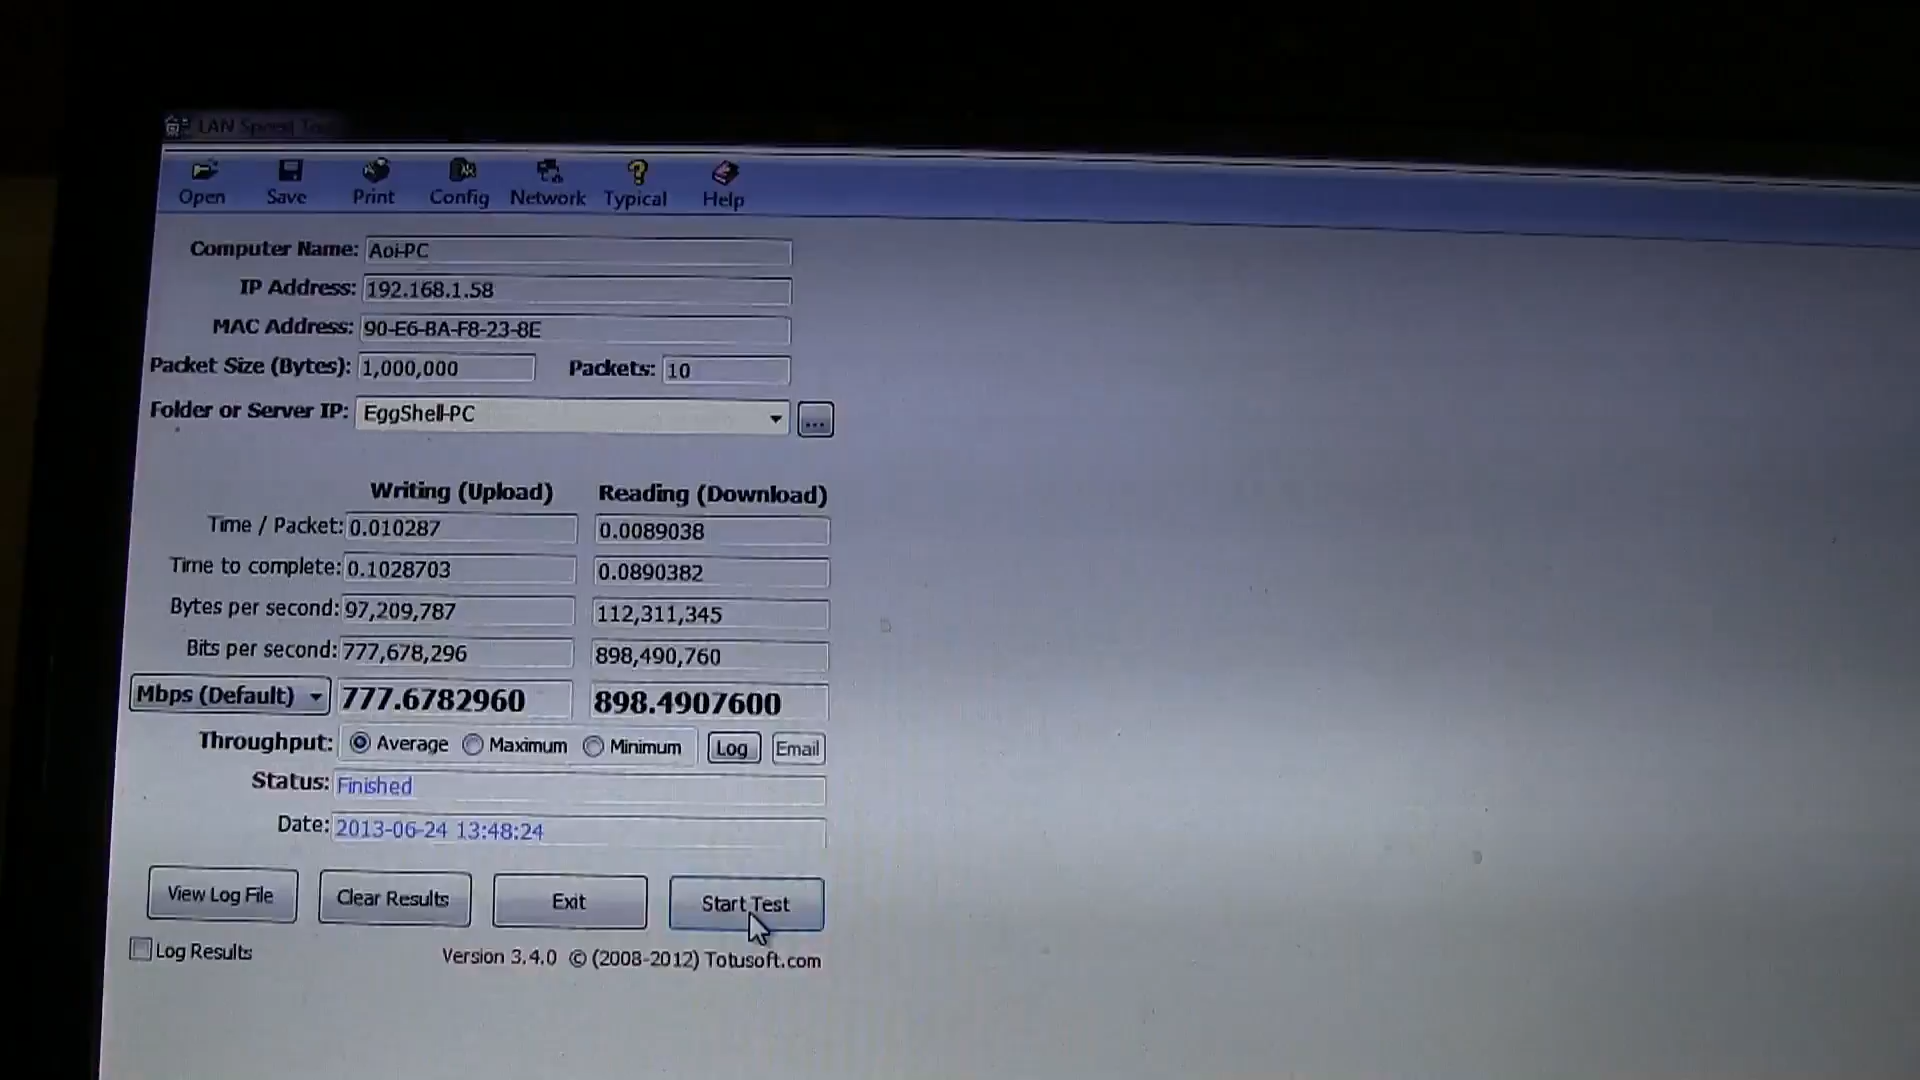 LAN Speed Test
Open Save Print Config Network Typical Help
Computer Name: Aoi-PC
IP Address: 192.168.1.58
MAC Address: 90-E6-BA-F8-23-8E
Packet Size (Bytes): 1,000,000 Packets: 10
Folder or Server IP: EggShell-PC ...
Writing (Upload) Reading (Download)
Time / Packet: 0.010287 0.0089038
Time to complete: 0.1028703 0.0890382
Bytes per second: 97,209,787 112,311,345
Bits per second: 777,678,296 898,490,760
Mbps (Default) 777.6782960 898.4907600
Throughput: Average Maximum Minimum Log Email
Status: Finished
Date: 2013-06-24 13:48:24
View Log File Clear Results Exit Start Test
Log Results Version 3.4.0 © (2008-2012) Totusoft.com